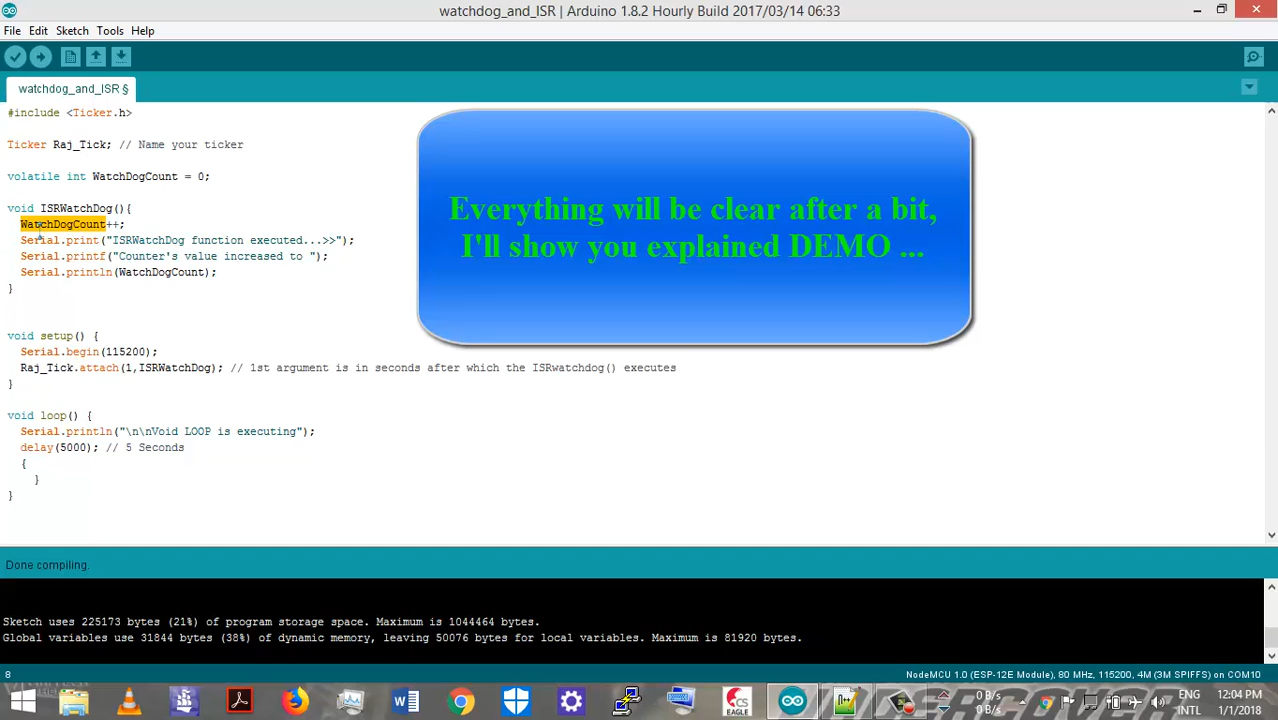 watchdog_and_ISR | Arduino 1.8.2 Hourly Build 2017/03/14 06:33
File Edit Sketch Tools Help
watchdog_and_ISR §
#include <Ticker.h>
Ticker Raj_Tick; // Name your ticker
volatile int WatchDogCount = 0;
void ISRWatchDog(){
WatchDogCount++;
Serial.print("ISRWatchDog function executed...>>");
Serial.printf("Counter's value increased to ");
Serial.println(WatchDogCount);
}
Everything will be clear after a bit,
I'll show you explained DEMO ...
void setup() {
Serial.begin(115200);
Raj_Tick.attach(1,ISRWatchDog); // 1st argument is in seconds after which the ISRwatchdog() executes
}
void loop() {
Serial.println("\n\nVoid LOOP is executing");
delay(5000); // 5 Seconds
{
}
}
Done compiling.
Sketch uses 225173 bytes (21%) of program storage space. Maximum is 1044464 bytes.
Global variables use 31844 bytes (38%) of dynamic memory, leaving 50076 bytes for local variables. Maximum is 81920 bytes.
8
NodeMCU 1.0 (ESP-12E Module), 80 MHz, 115200, 4M (3M SPIFFS) on COM10
EAGLE
0 B/s
0 B/s
ENG
INTL
12:04 PM
1/1/2018